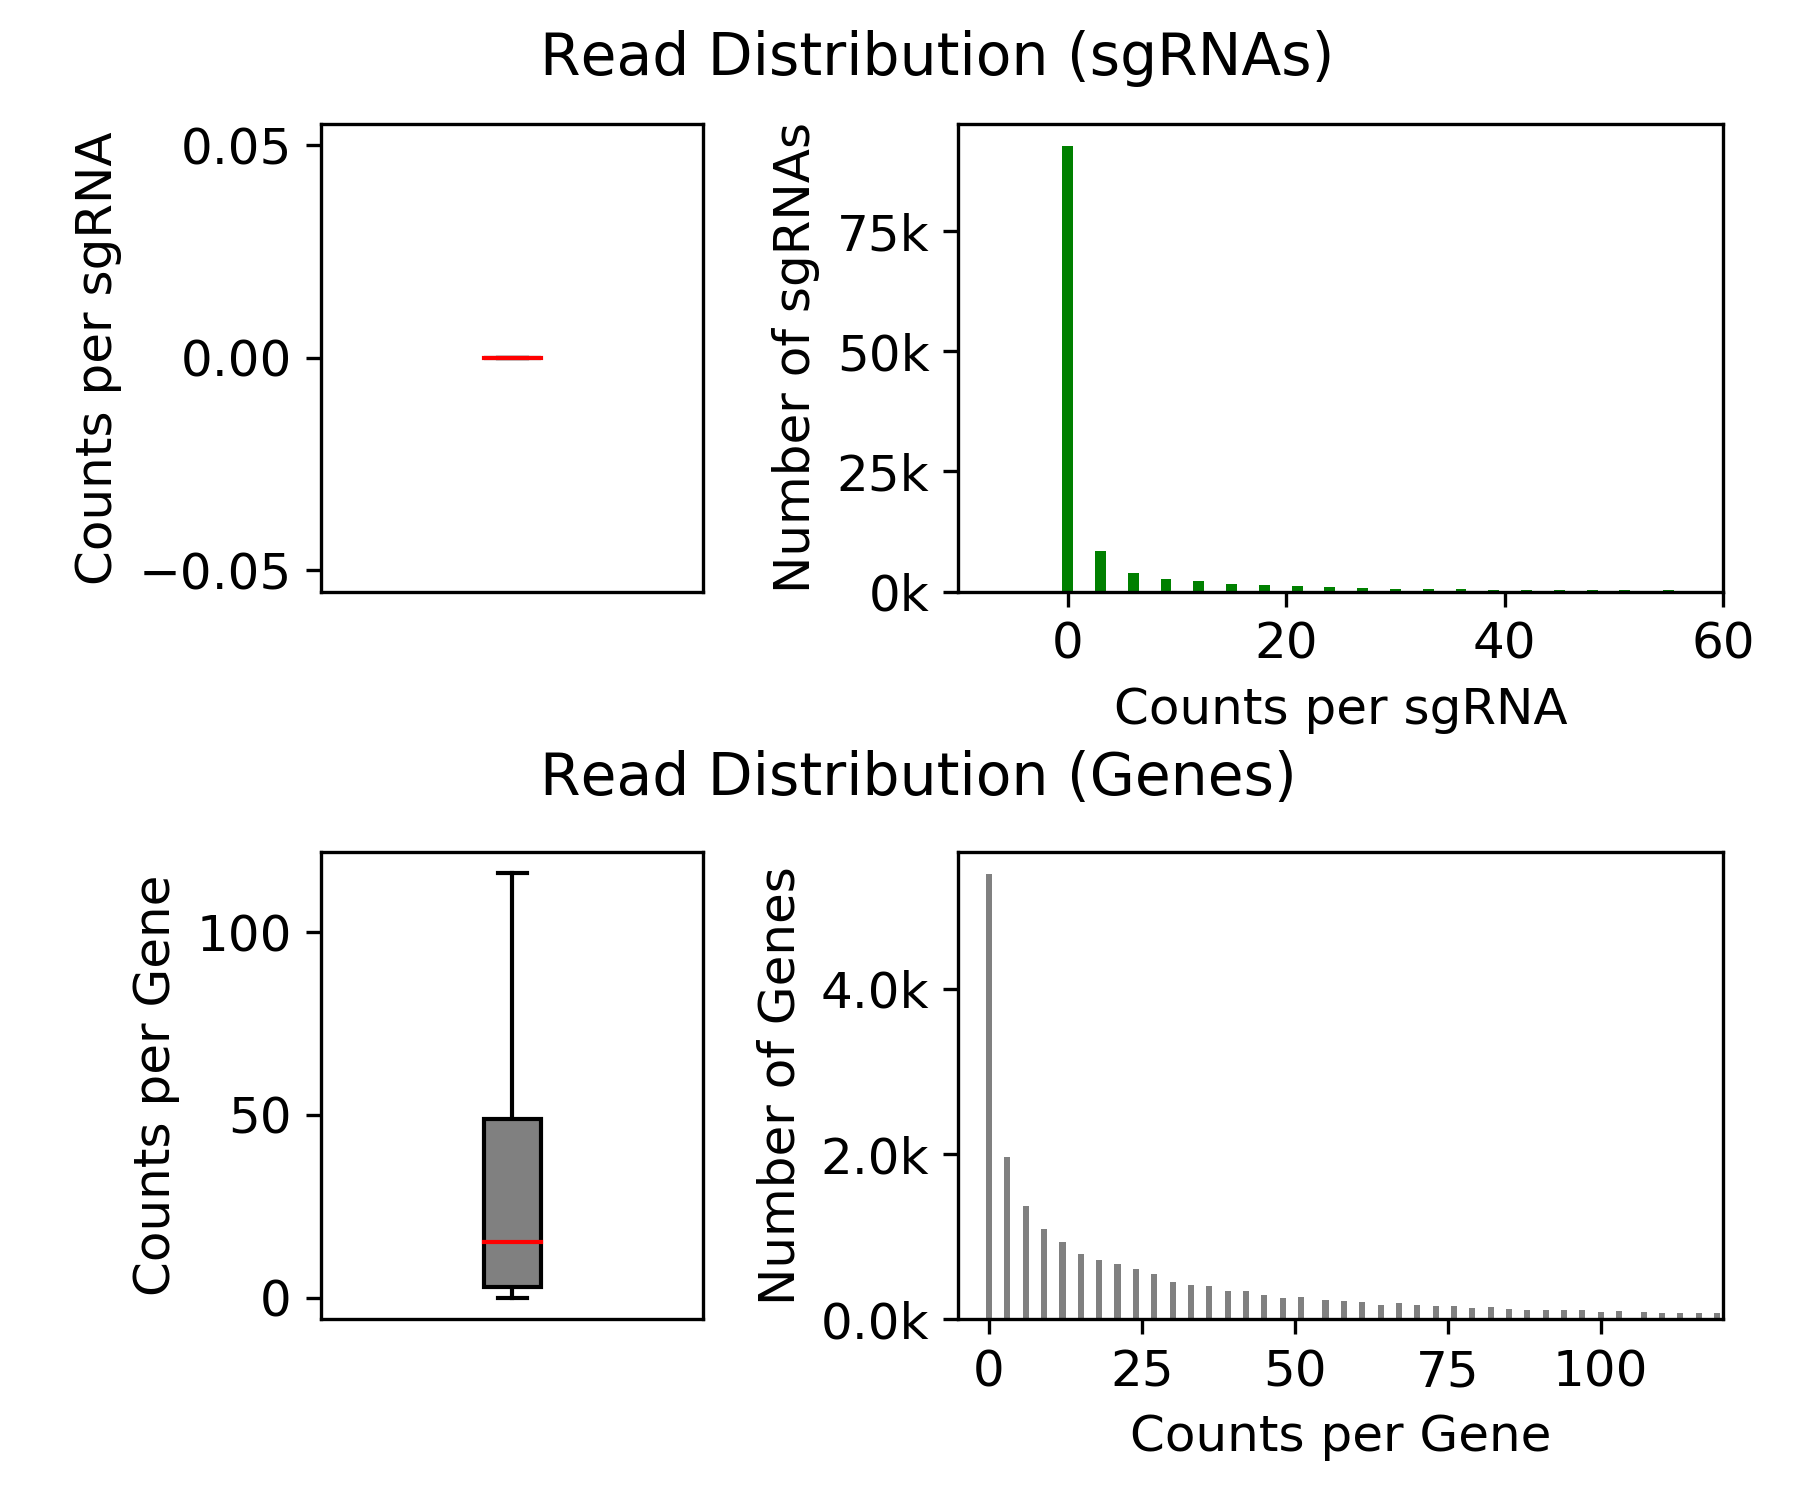 Read Distribution (sgRNAs)
Counts per sgRNA
0.05
0.00
−0.05
Number of sgRNAs
75k
50k
25k
0k
0 20 40 60
Counts per sgRNA
Read Distribution (Genes)
Counts per Gene
100
50
0
Number of Genes
4.0k
2.0k
0.0k
0 25 50 75 100
Counts per Gene